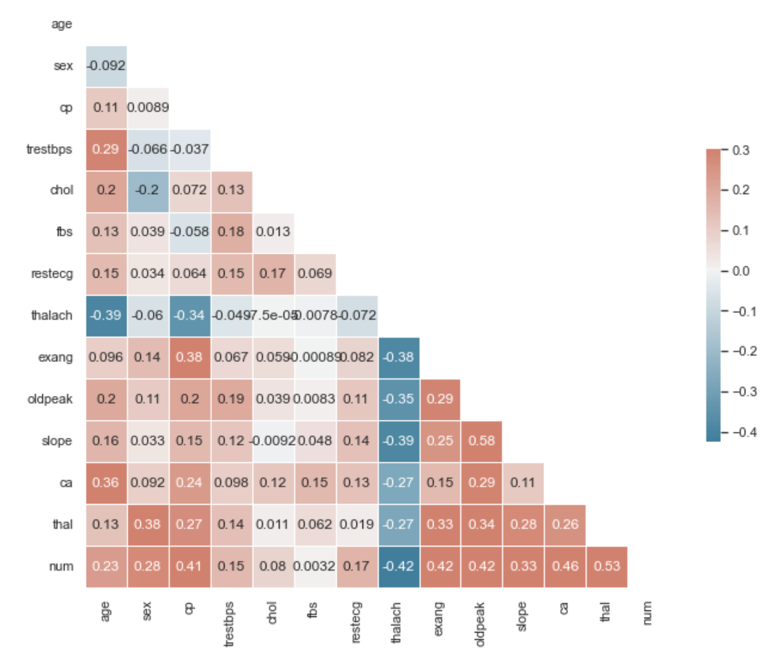 age
sex -0.092
cp 0.11 0.0089
0.3
trestbps 0.29 -0.066 -0.037
0.2
chol 0.2 -0.2 0.072 0.13
fbs 0.13 0.039 -0.058 0.18 0.013
0.1
restecg 0.15 0.034 0.064 0.15 0.17 0.069
0.0
thalach -0.39 -0.06 -0.34 -0.049 -7.5e-05 -0.0078 -0.072
−0.1
exang 0.096 0.14 0.38 0.067 0.059 -0.00089 0.082 -0.38
−0.2
oldpeak 0.2 0.11 0.2 0.19 0.039 0.0083 0.11 -0.35 0.29
−0.3
slope 0.16 0.033 0.15 0.12 -0.0092 0.048 0.14 -0.39 0.25 0.58
−0.4
ca 0.36 0.092 0.24 0.098 0.12 0.15 0.13 -0.27 0.15 0.29 0.11
thal 0.13 0.38 0.27 0.14 0.011 0.062 0.019 -0.27 0.33 0.34 0.28 0.26
num 0.23 0.28 0.41 0.15 0.08 0.0032 0.17 -0.42 0.42 0.42 0.33 0.46 0.53
age sex cp trestbps chol fbs restecg thalach exang oldpeak slope ca thal num